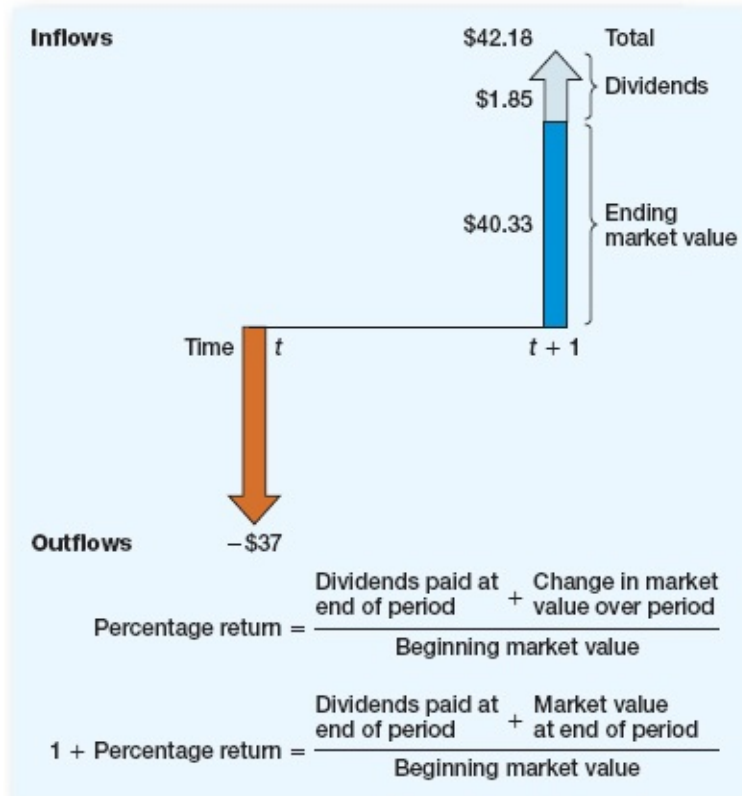 Inflows
$42.18 Total
$1.85 Dividends
$40.33 Ending
market value
Time t t + 1
Outflows –$37
Dividends paid at
end of period + Change in market
value over period
Percentage return =
Beginning market value
Dividends paid at
end of period + Market value
at end of period
1 + Percentage return =
Beginning market value